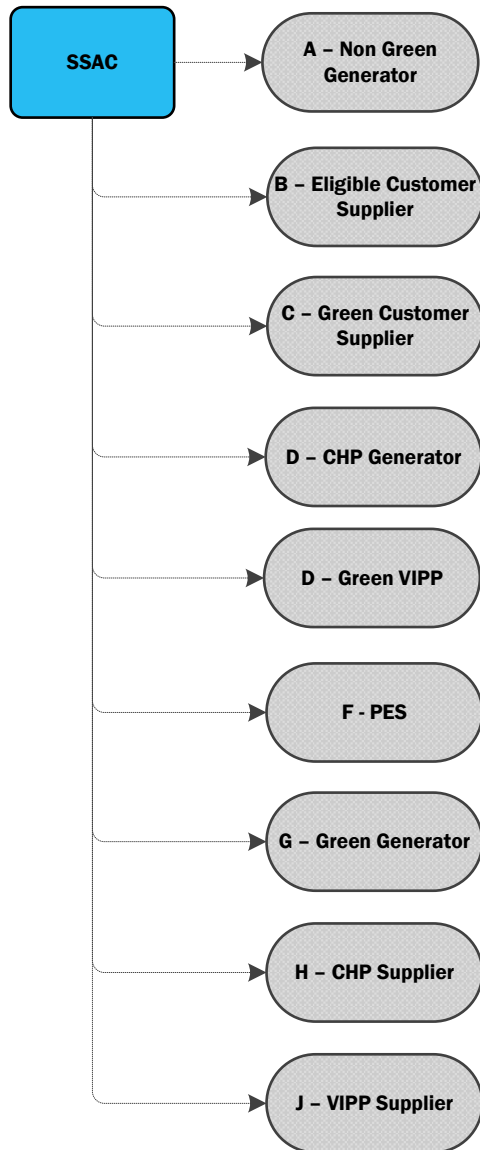 SSAC
A – Non Green
Generator
B – Eligible Customer
Supplier
C – Green Customer
Supplier
D – CHP Generator
D – Green VIPP
F - PES
G – Green Generator
H – CHP Supplier
J – VIPP Supplier